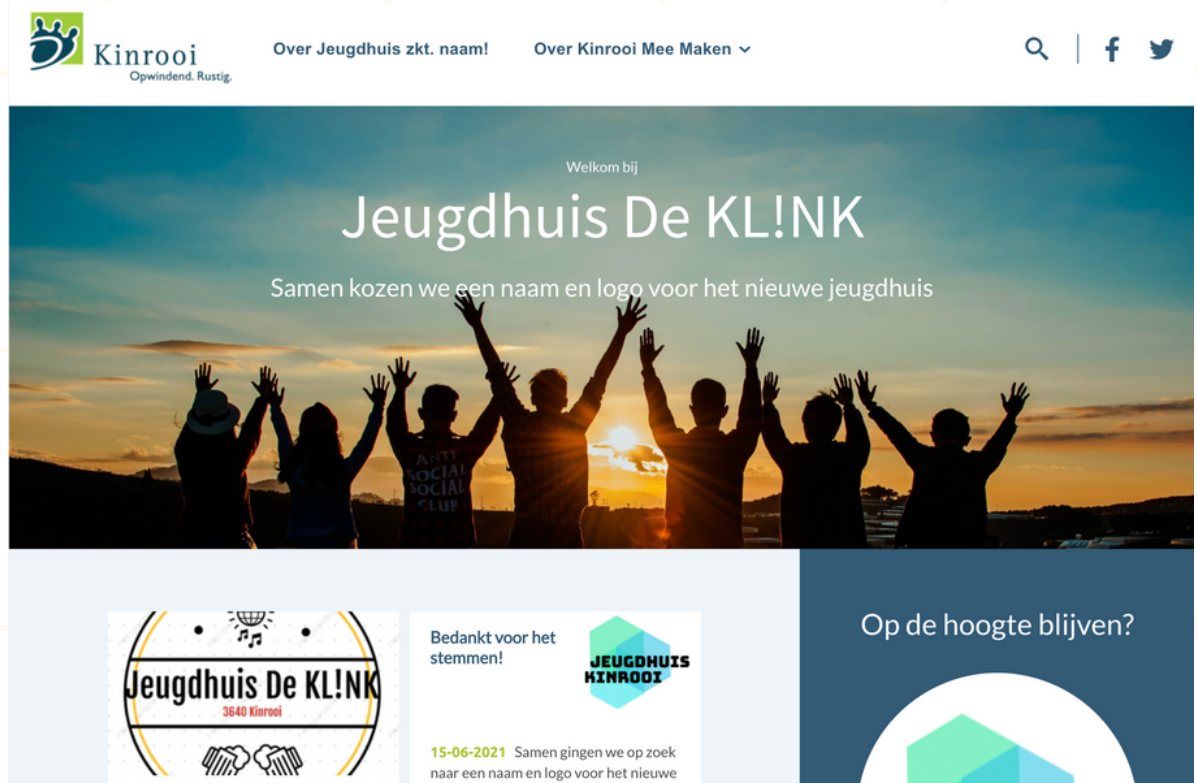 Kinrooi
Opwindend. Rustig.
Over Jeugdhuis zkt. naam!
Over Kinrooi Mee Maken
Welkom bij
Jeugdhuis De KL!NK
Samen kozen we een naam en logo voor het nieuwe jeugdhuis
ANTI
SOCIAL
SOCIAL
CLUB
Jeugdhuis De KL!NK
3640 Kinrooi
Bedankt voor het
stemmen!
JEUGDHUIS
KINROOI
15-06-2021 Samen gingen we op zoek
naar een naam en logo voor het nieuwe
Op de hoogte blijven?